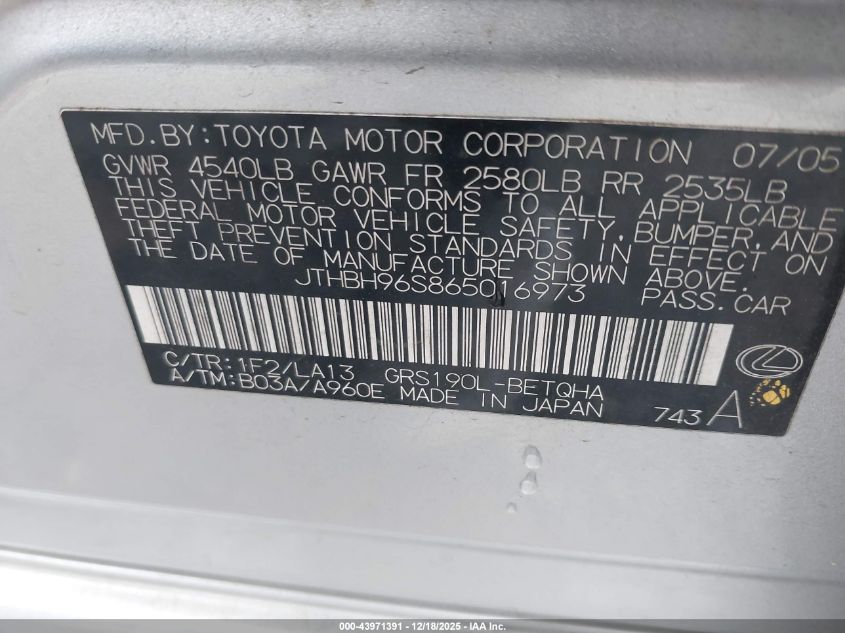 MFD.BY:TOYOTA MOTOR CORPORATION 07/05
GVWR 4540LB GAWR FR 2580LB RR 2535LB
THIS VEHICLE CONFORMS TO ALL APPLICABLE
FEDERAL MOTOR VEHICLE SAFETY,BUMPER,AND
THEFT PREVENTION STANDARDS IN EFFECT ON
THE DATE OF MANUFACTURE SHOWN ABOVE.
JTHBH96S865016973 PASS.CAR
C/TR:1F2/LA13 GRS190L-BETQHA
A/TM:B03A/A960E MADE IN JAPAN 743 A
000-43971391 - 12/18/2025 - IAA Inc.